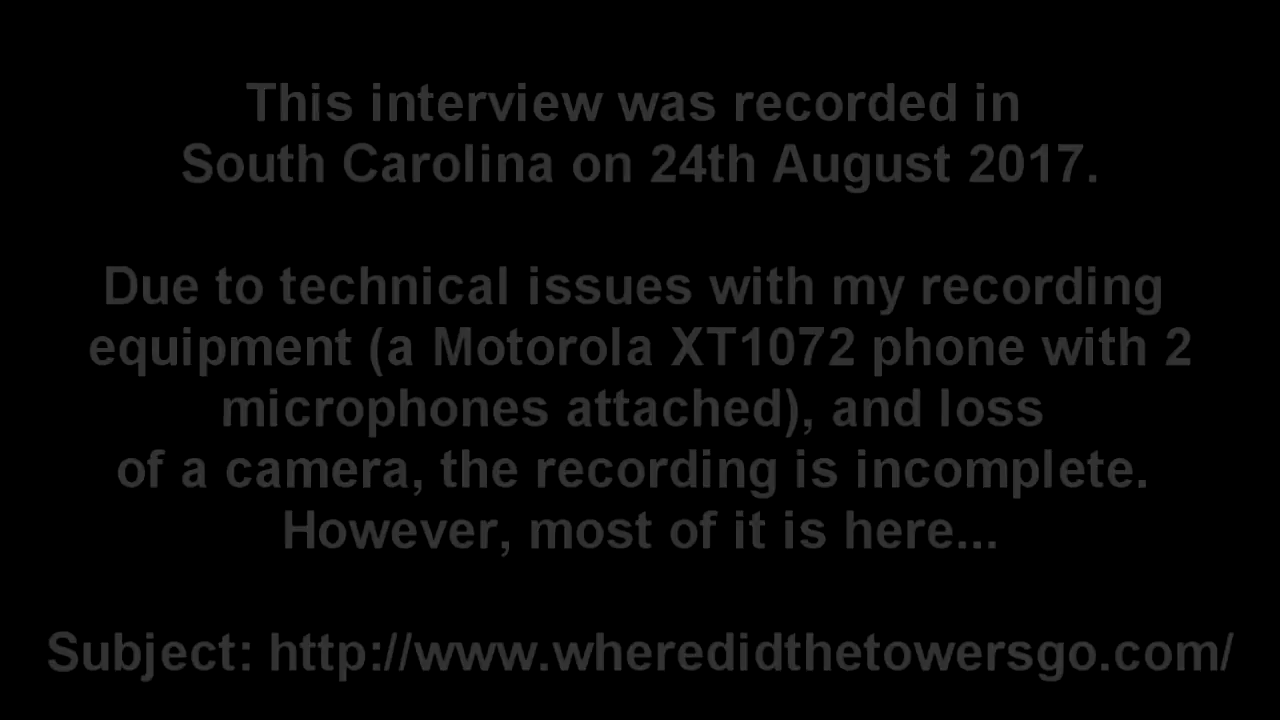 This interview was recorded in
South Carolina on 24th August 2017.
Due to technical issues with my recording
equipment (a Motorola XT1072 phone with 2
microphones attached), and loss
of a camera, the recording is incomplete.
However, most of it is here...
Subject: http://www.wheredidthetowersgo.com/